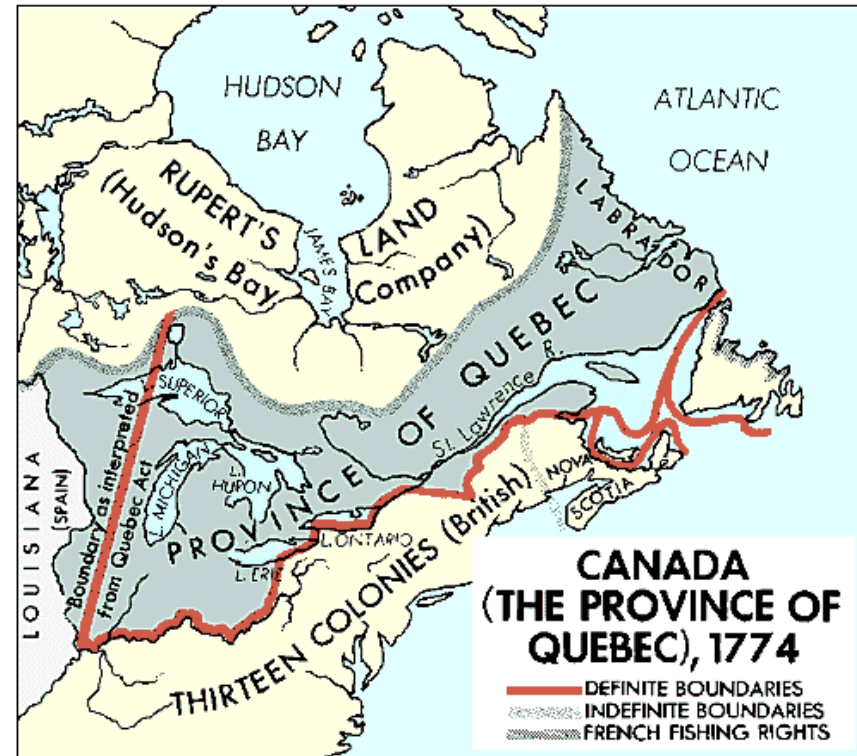 HUDSON
BAY
ATLANTIC
OCEAN
RUPERT'S
(Hudson's Bay
LAND
Company)
JAMES BAY
LABRADOR
PROVINCE OF QUEBEC
St. Lawrence R.
SUPERIOR
L. MICHIGAN
L.
HURON
L. ONTARIO
L. ERIE
NOVA
SCOTIA
LOUISIANA
(SPAIN)
Boundary as interpreted
from Quebec Act
THIRTEEN COLONIES (British)
CANADA
(THE PROVINCE OF
QUEBEC), 1774
DEFINITE BOUNDARIES
INDEFINITE BOUNDARIES
FRENCH FISHING RIGHTS